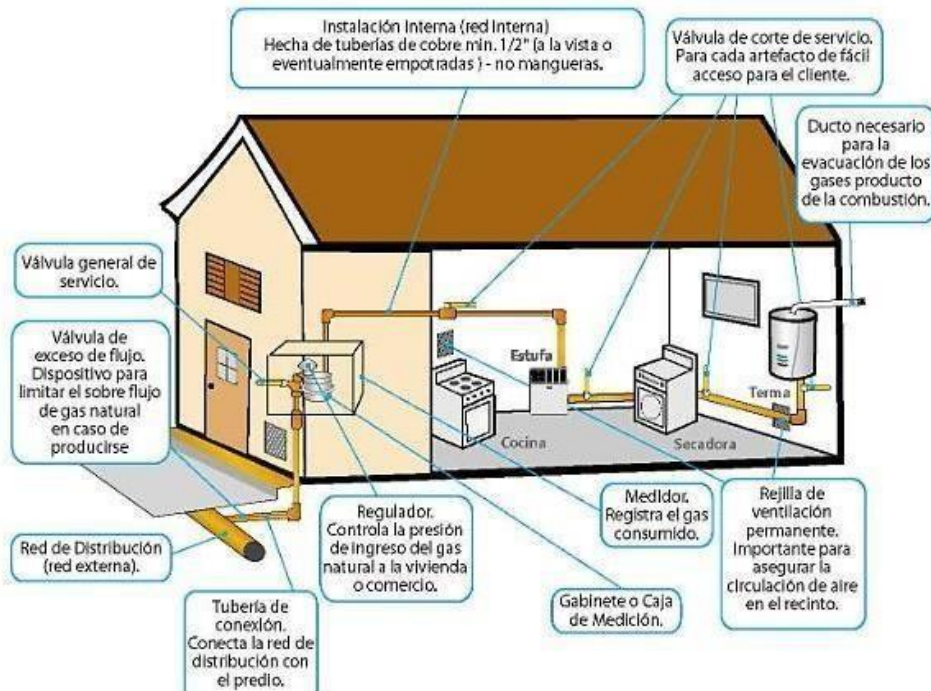 Instalación Interna (red Interna)
Hecha de tuberías de cobre min. 1/2" (a la vista o
eventualmente empotradas ) - no mangueras.
Válvula de corte de servicio.
Para cada artefacto de fácil
acceso para el cliente.
Ducto necesario
para la
evacuación de los
gases producto
de la combustión.
Válvula general de
servicio.
Válvula de
exceso de flujo.
Dispositivo para
limitar el sobre flujo
de gas natural
en caso de
producirse
Estufa
Terma
Cocina
Secadora
Red de Distribución
(red externa).
Tubería de
conexión.
Conecta la red de
distribución con
el predio.
Regulador.
Controla la presión
de ingreso del gas
natural a la vivienda
o comercio.
Gabinete o Caja
de Medición.
Medidor.
Registra el gas
consumido.
Rejilla de
ventilación
permanente.
Importante para
asegurar la
circulación de aire
en el recinto.